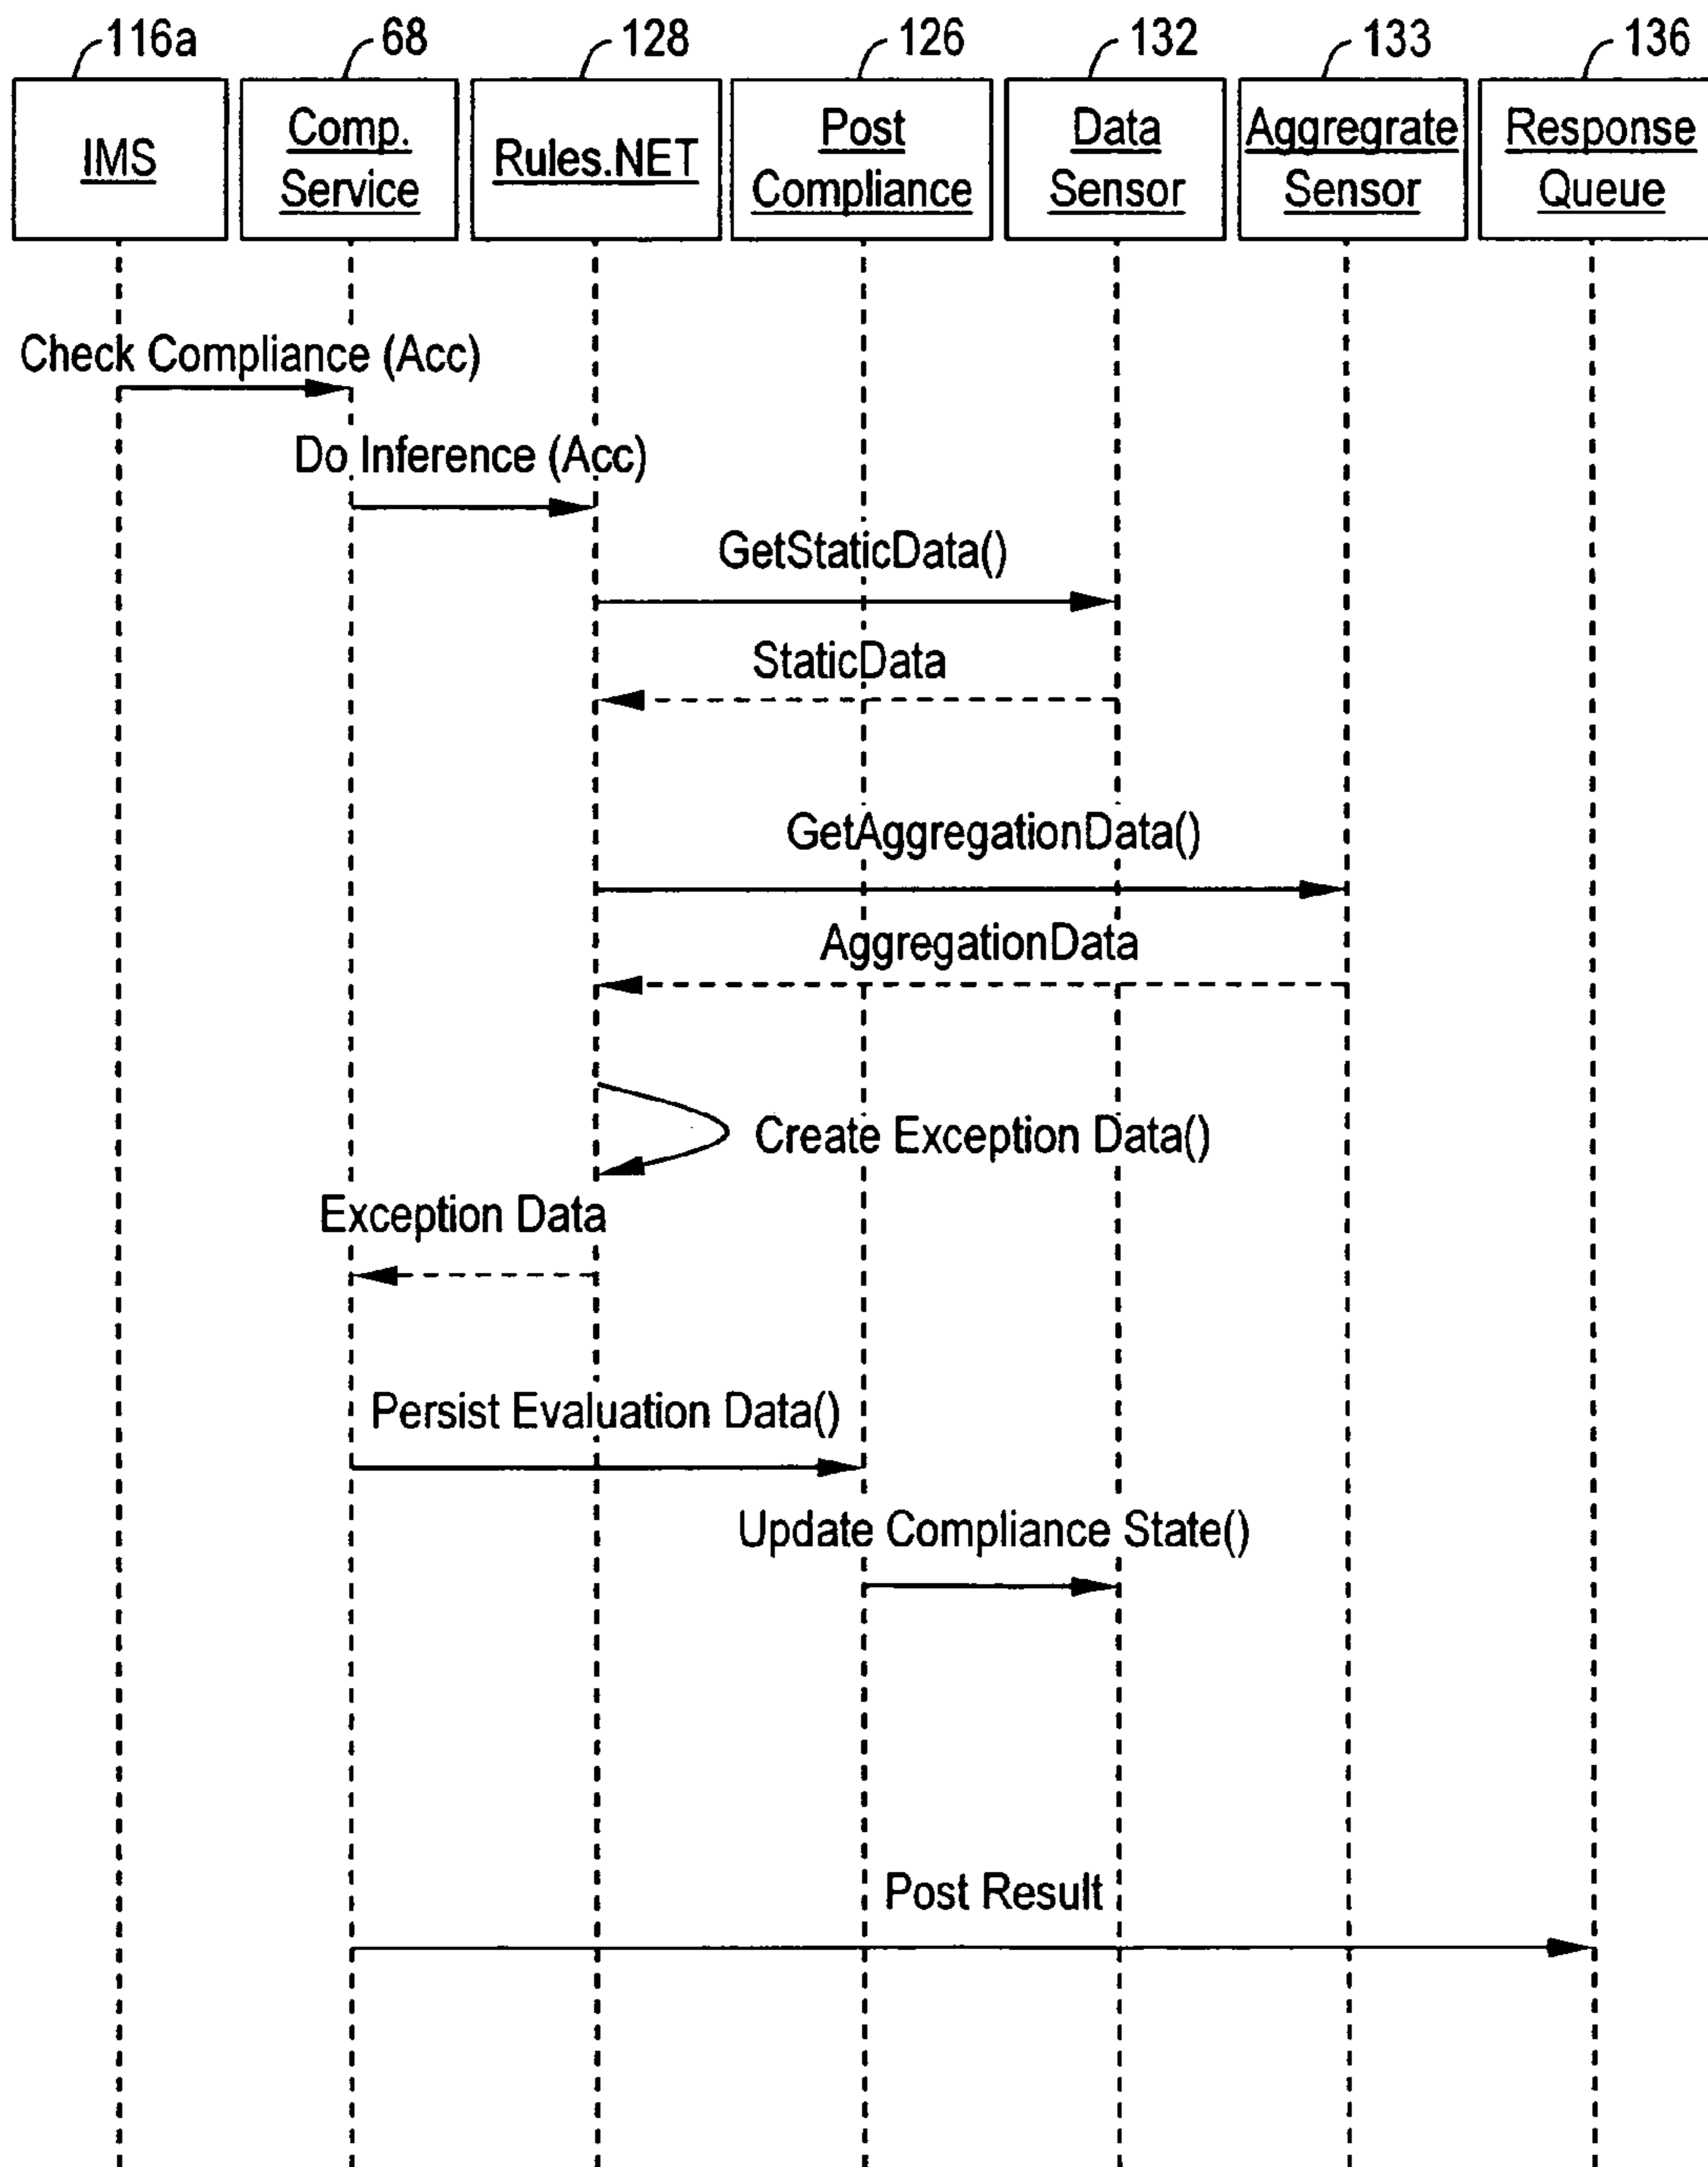 116a
68
128
126
132
133
136
IMS
Comp.
Service
Rules.NET
Post
Compliance
Data
Sensor
Aggregrate
Sensor
Response
Queue
Check Compliance (Acc)
Do Inference (Acc)
GetStaticData()
StaticData
GetAggregationData()
AggregationData
Create Exception Data()
Exception Data
Persist Evaluation Data()
Update Compliance State()
Post Result